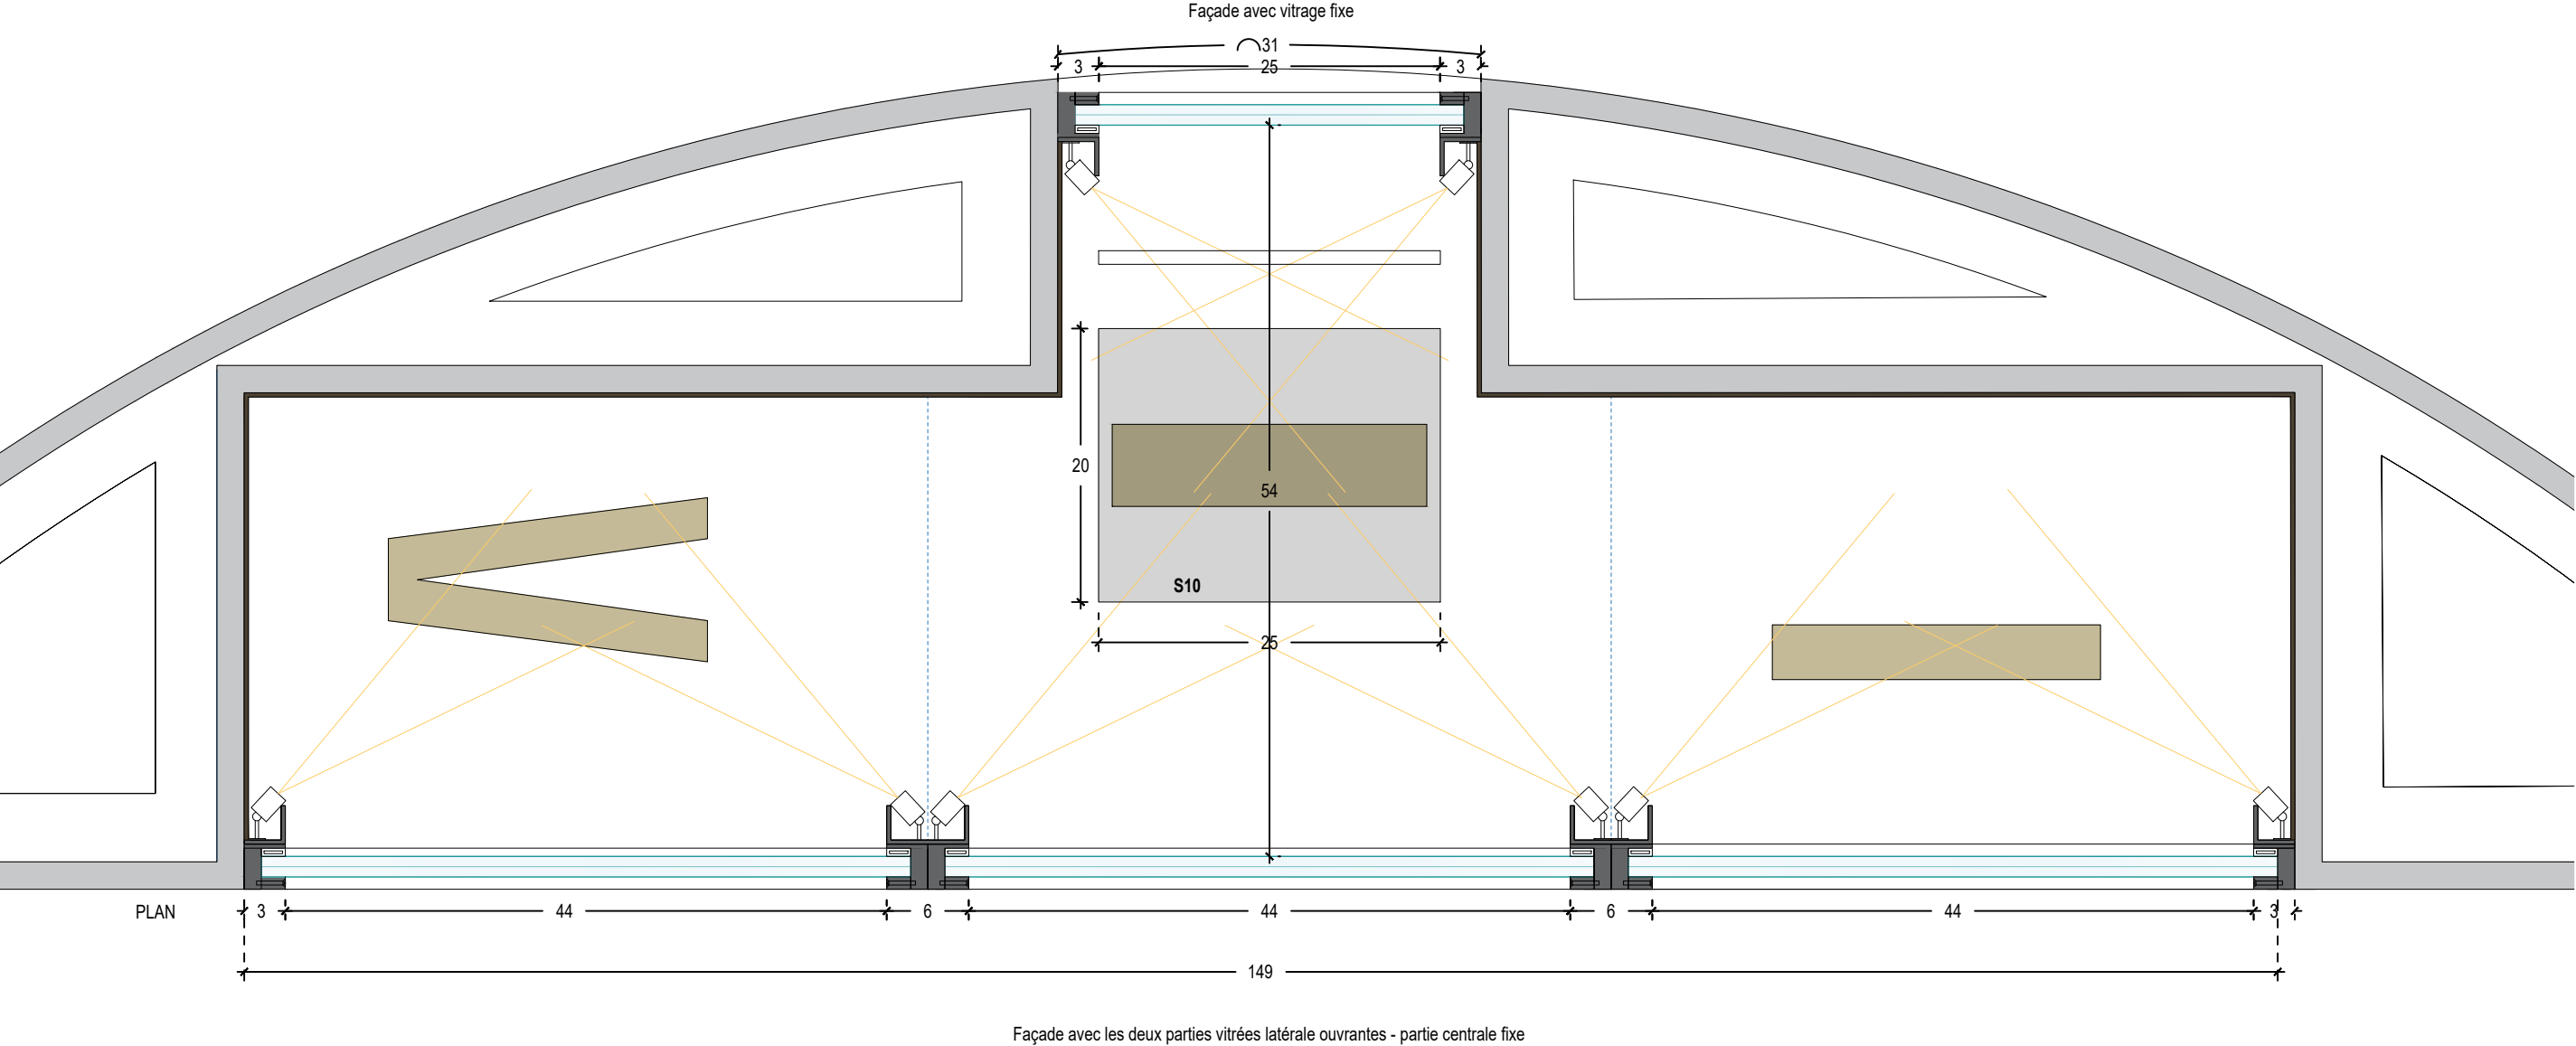 Façade avec vitrage fixe
31
3 25 3
20
54
S10
25
PLAN
3 44 6 44 6 44 3
149
Façade avec les deux parties vitrées latérale ouvrantes - partie centrale fixe